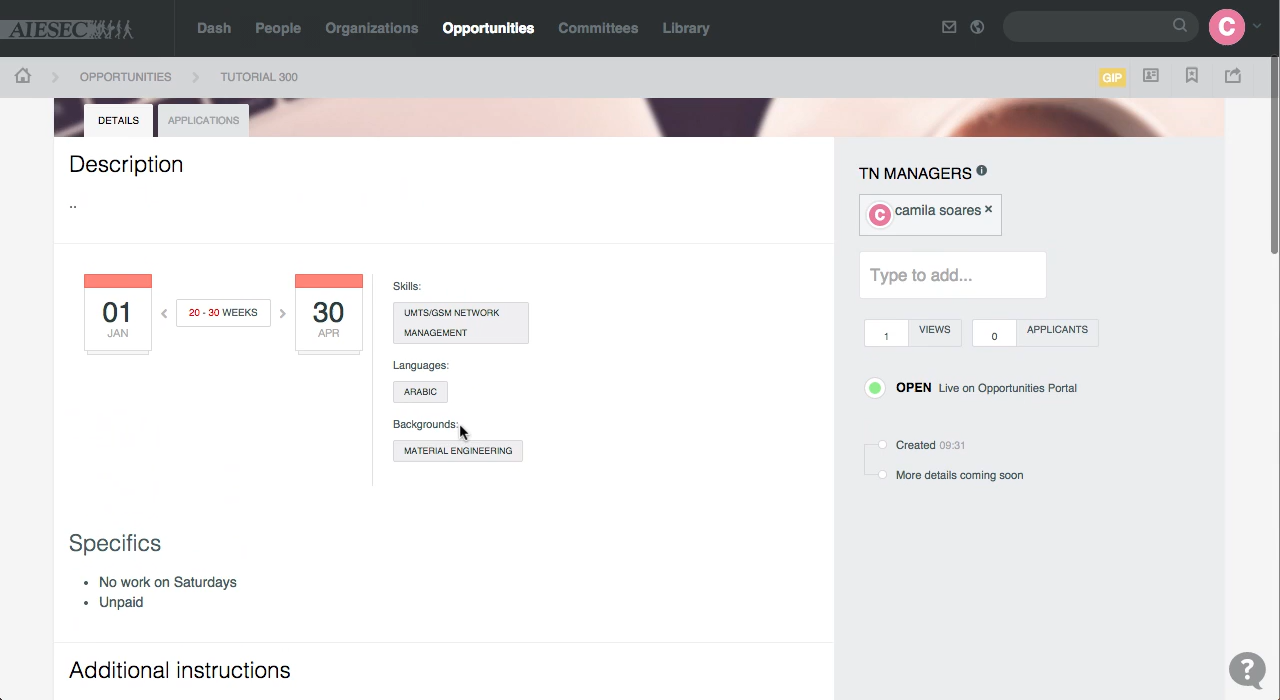 AIESEC
Dash People Organizations Opportunities Committees Library
C
OPPORTUNITIES TUTORIAL 300
GIP
DETAILS APPLICATIONS
Description
..
01
JAN
20 - 30 WEEKS
30
APR
Skills:
UMTS/GSM NETWORK
MANAGEMENT
Languages:
ARABIC
Backgrounds:
MATERIAL ENGINEERING
Specifics
• No work on Saturdays
• Unpaid
Additional instructions
TN MANAGERS
C camila soares ×
Type to add...
1 VIEWS 0 APPLICANTS
OPEN Live on Opportunities Portal
Created 09:31
More details coming soon
?